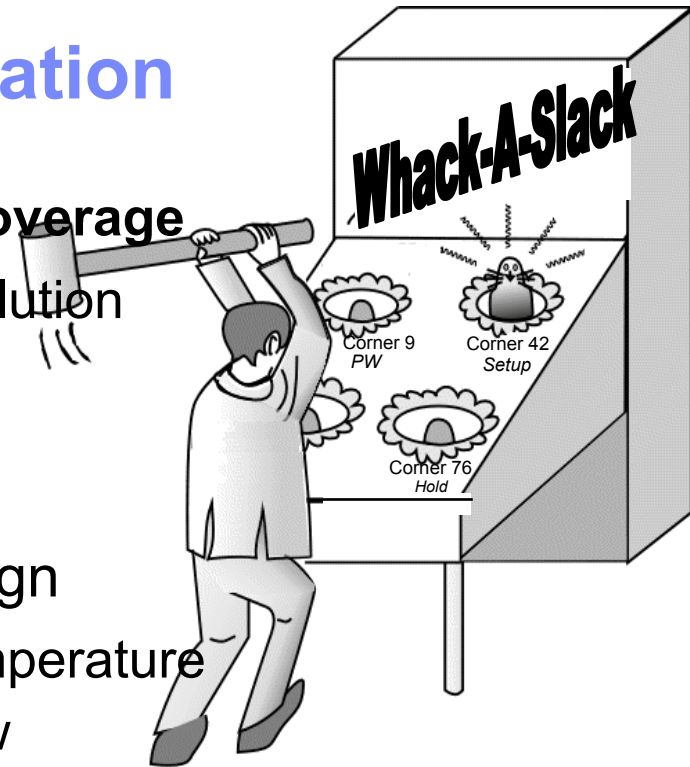 ation
Whack-A-Slack
overage
lution
Corner 9
PW
Corner 42
Setup
Corner 76
Hold
gn
nperature